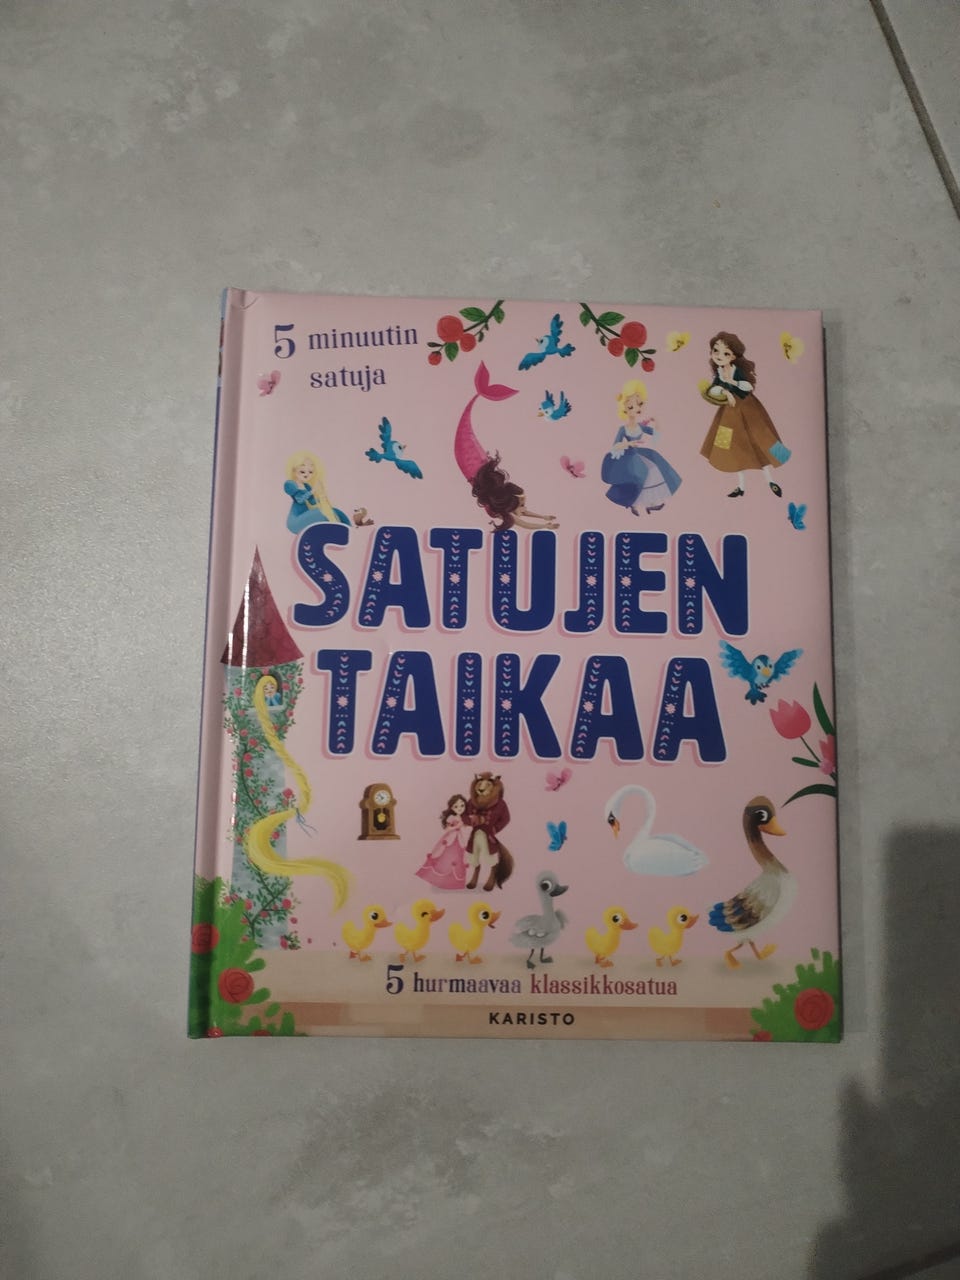 5 minuutin
satuja
SATUJEN
TAIKAA
5 hurmaavaa klassikkosatua
KARISTO